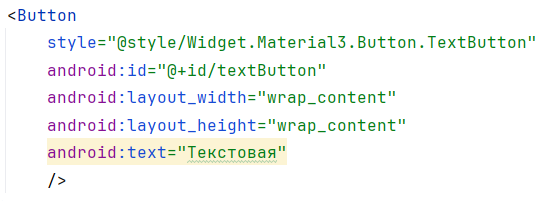 <Button
style="@style/Widget.Material3.Button.TextButton"
android:id="@+id/textButton"
android:layout_width="wrap_content"
android:layout_height="wrap_content"
android:text="Текстовая"
/>